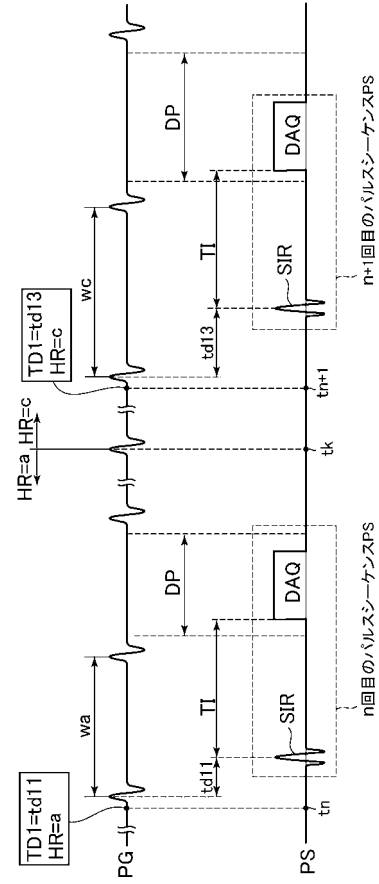 TD1=td11
HR=a
HR=a HR=c
TD1=td13
HR=c
wa
wc
PG
DP
DP
TI
TI
td11
td13
SIR
SIR
DAQ
DAQ
PS
tn
tk
tn+1
n回目のパルスシーケンスPS
n+1回目のパルスシーケンスPS